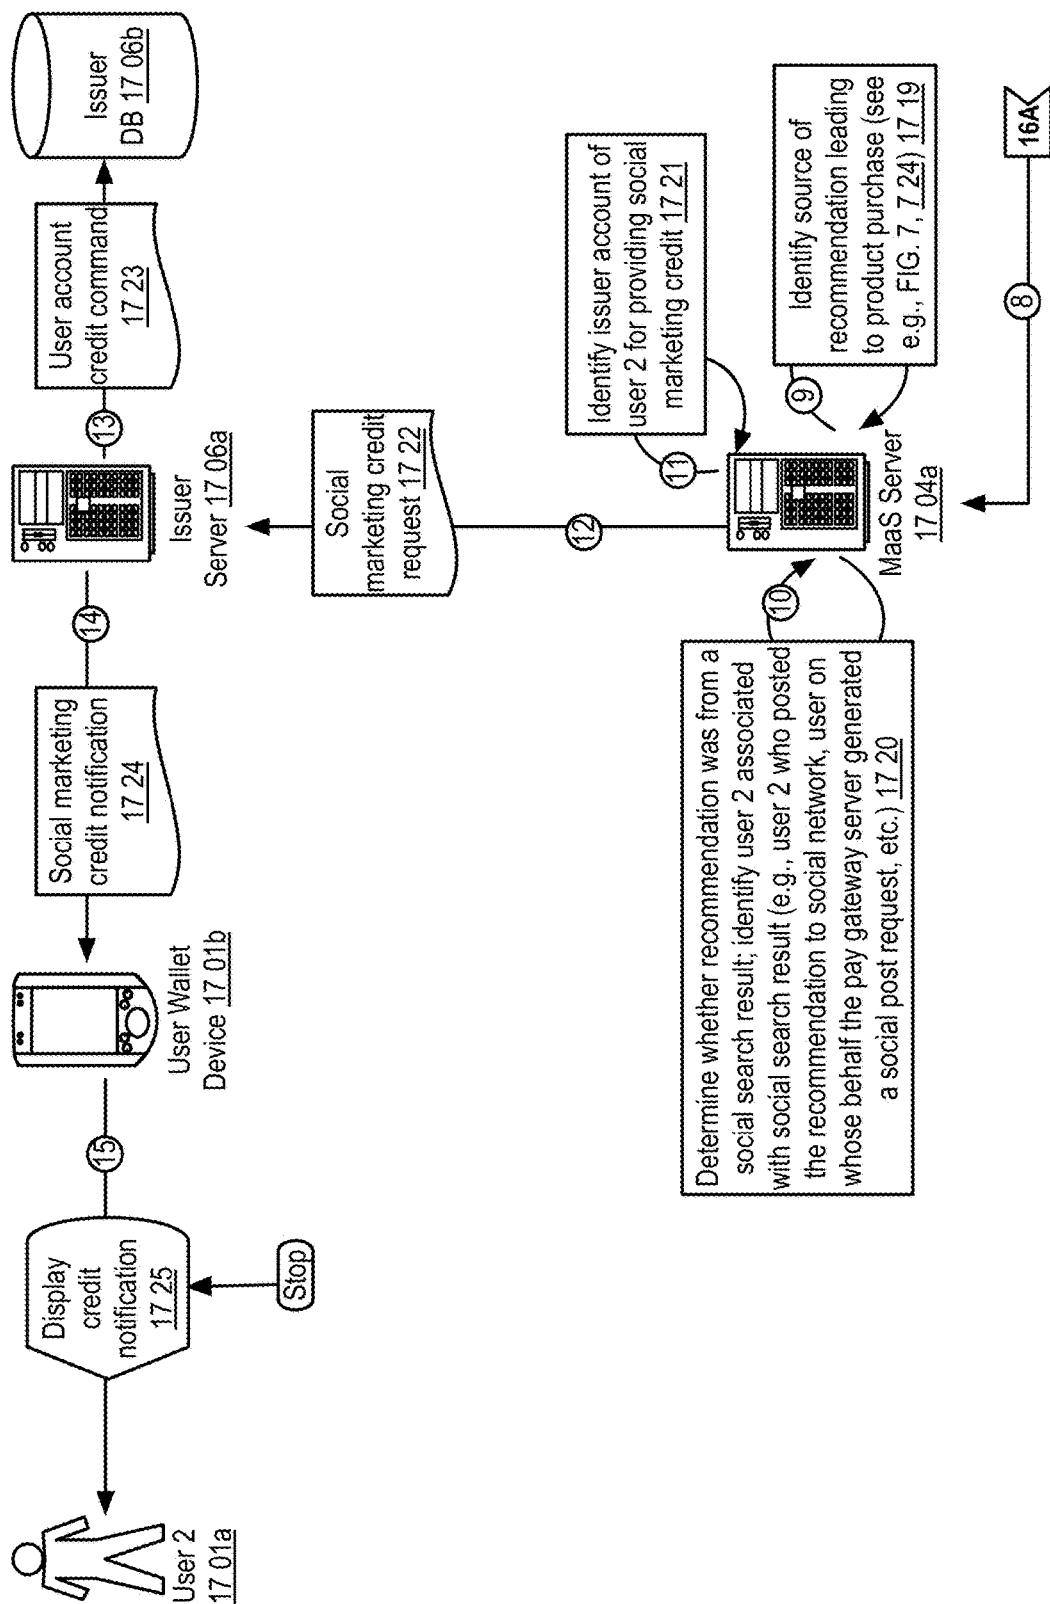 User 2
17 01a
Display
credit
notification
17 25
Stop
15
User Wallet
Device 17 01b
Social marketing
credit notification
17 24
14
Issuer
Server 17 06a
13
User account
credit command
17 23
Issuer
DB 17 06b
Social
marketing credit
request 17 22
12
Determine whether recommendation was from a
social search result; identify user 2 associated
with social search result (e.g., user 2 who posted
the recommendation to social network, user on
whose behalf the pay gateway server generated
a social post request, etc.) 17 20
10
MaaS Server
17 04a
11
Identify issuer account of
user 2 for providing social
marketing credit 17 21
9
Identify source of
recommendation leading
to product purchase (see
e.g., FIG. 7, 7 24) 17 19
8
16A